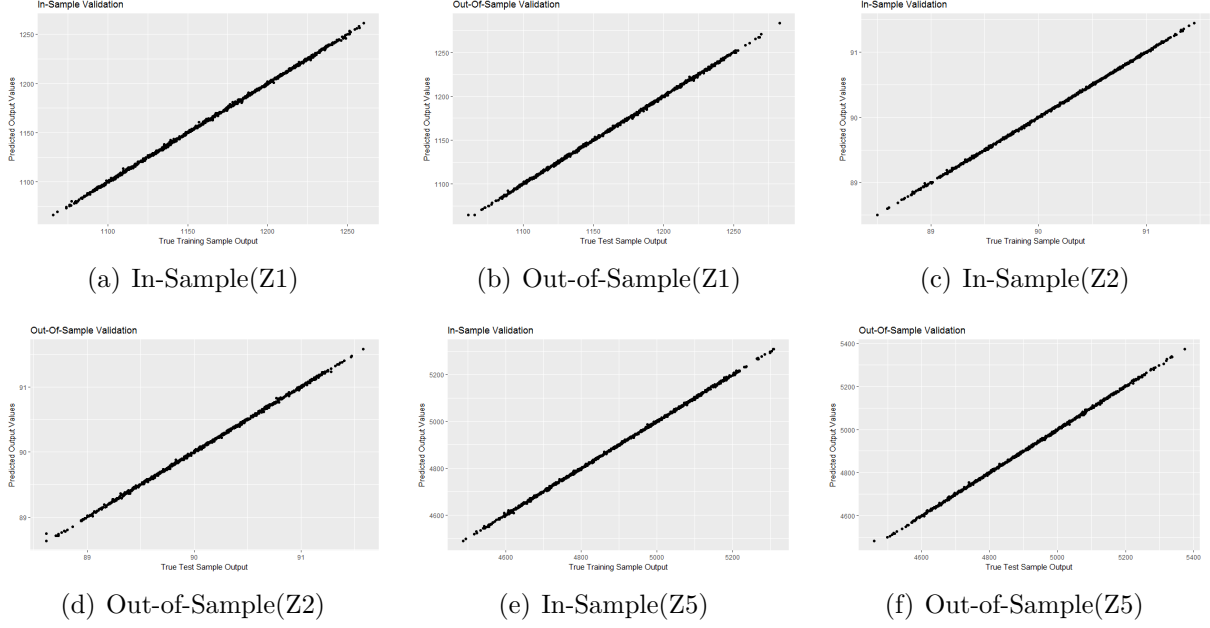 In-Sample Validation
Predicted Output Values
1250
1200
1150
1100
1100
1150
1200
1250
True Training Sample Output
(a) In-Sample(Z1)
Out-Of-Sample Validation
Predicted Output Values
1250
1200
1150
1100
1100
1150
1200
1250
True Test Sample Output
(b) Out-of-Sample(Z1)
In-Sample Validation
Predicted Output Values
91
90
89
89
90
91
True Training Sample Output
(c) In-Sample(Z2)
Out-Of-Sample Validation
Predicted Output Values
91
90
89
89
90
91
True Test Sample Output
(d) Out-of-Sample(Z2)
In-Sample Validation
Predicted Output Values
5200
5000
4800
4600
4600
4800
5000
5200
True Training Sample Output
(e) In-Sample(Z5)
Out-Of-Sample Validation
Predicted Output Values
5400
5200
5000
4800
4600
4600
4800
5000
5200
5400
True Test Sample Output
(f) Out-of-Sample(Z5)